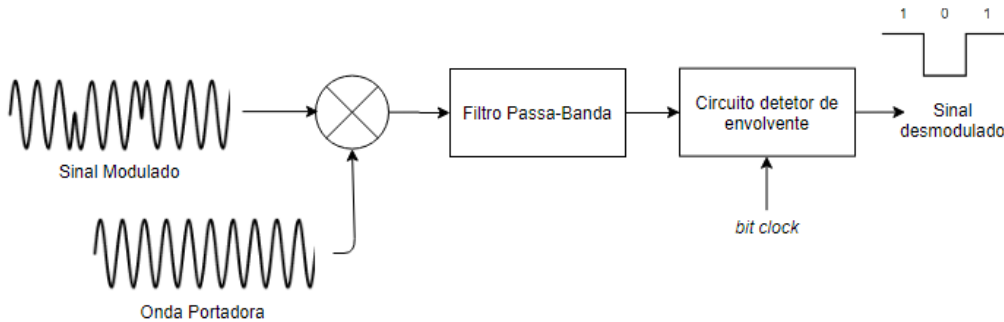 1 0 1
Sinal Modulado
Filtro Passa-Banda
Circuito detetor de
envolvente
Sinal
desmodulado
bit clock
Onda Portadora